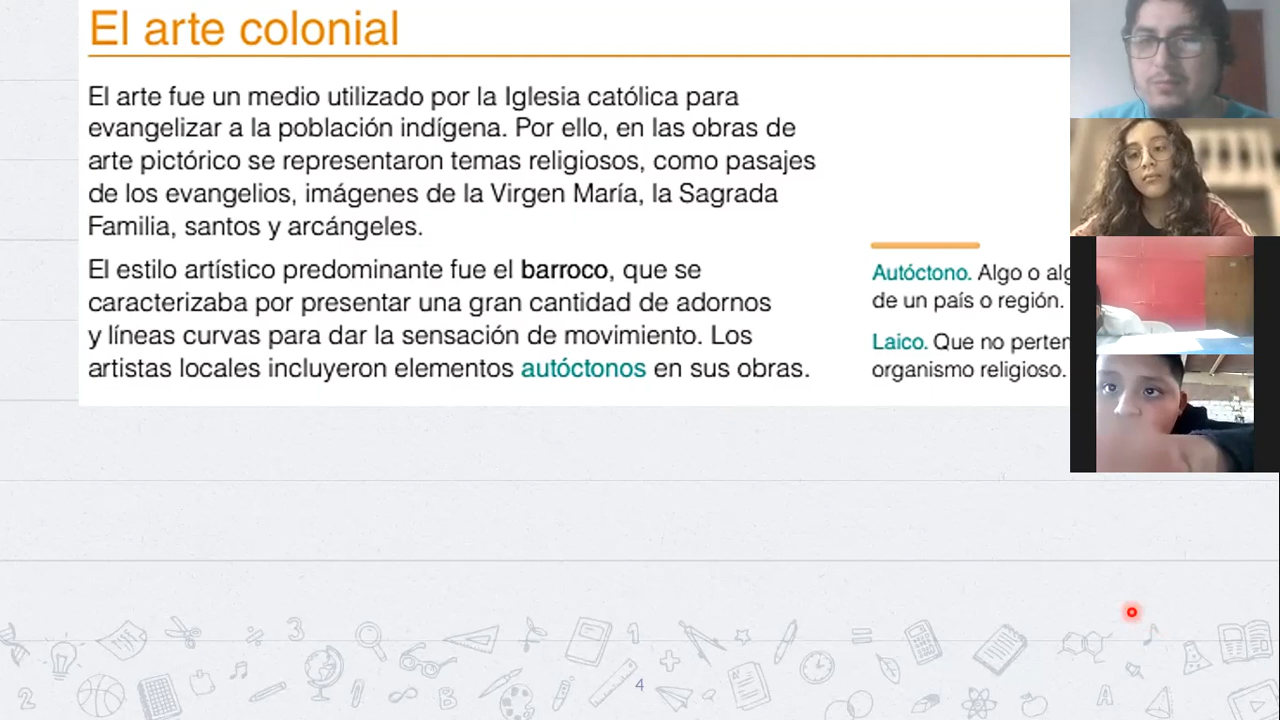 El arte colonial
El arte fue un medio utilizado por la Iglesia católica para
evangelizar a la población indígena. Por ello, en las obras de
arte pictórico se representaron temas religiosos, como pasajes
de los evangelios, imágenes de la Virgen María, la Sagrada
Familia, santos y arcángeles.
El estilo artístico predominante fue el barroco, que se
caracterizaba por presentar una gran cantidad de adornos
y líneas curvas para dar la sensación de movimiento. Los
artistas locales incluyeron elementos autóctonos en sus obras.
Autóctono. Algo o
de un país o región.
Laico. Que no
organismo religioso.
4